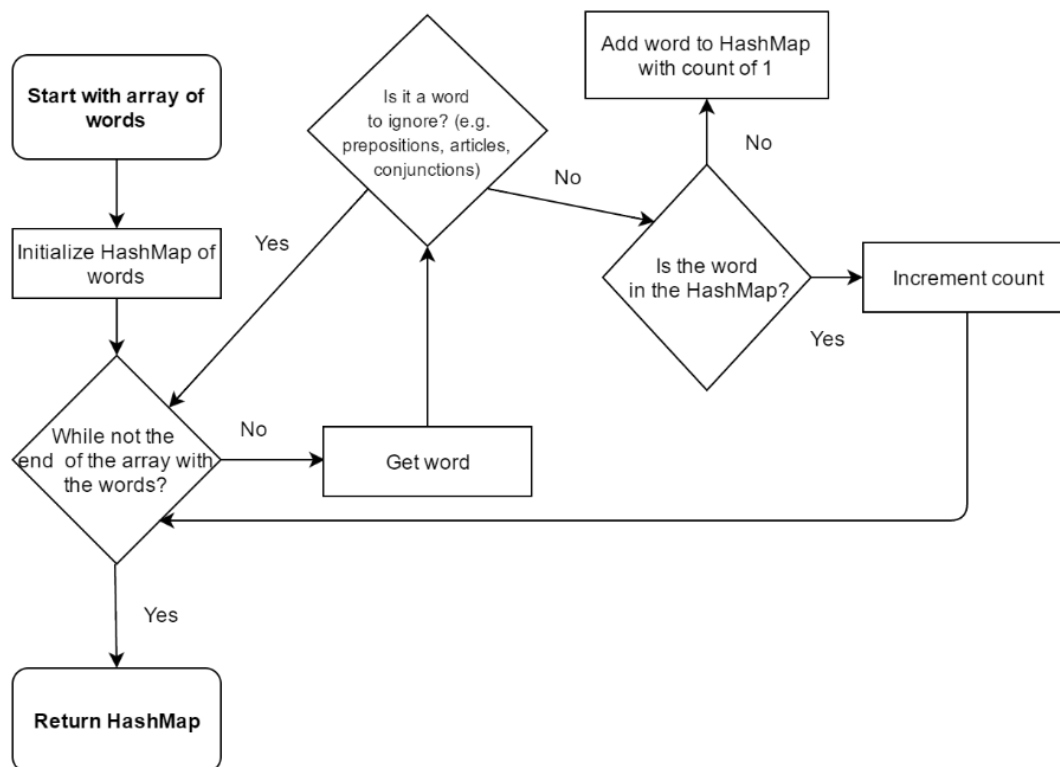 Start with array of
words
Initialize HashMap of
words
While not the
end of the array with
the words?
No
Get word
Is it a word
to ignore? (e.g.
prepositions, articles,
conjunctions)
Yes
No
Is the word
in the HashMap?
No
Add word to HashMap
with count of 1
Yes
Increment count
Yes
Return HashMap